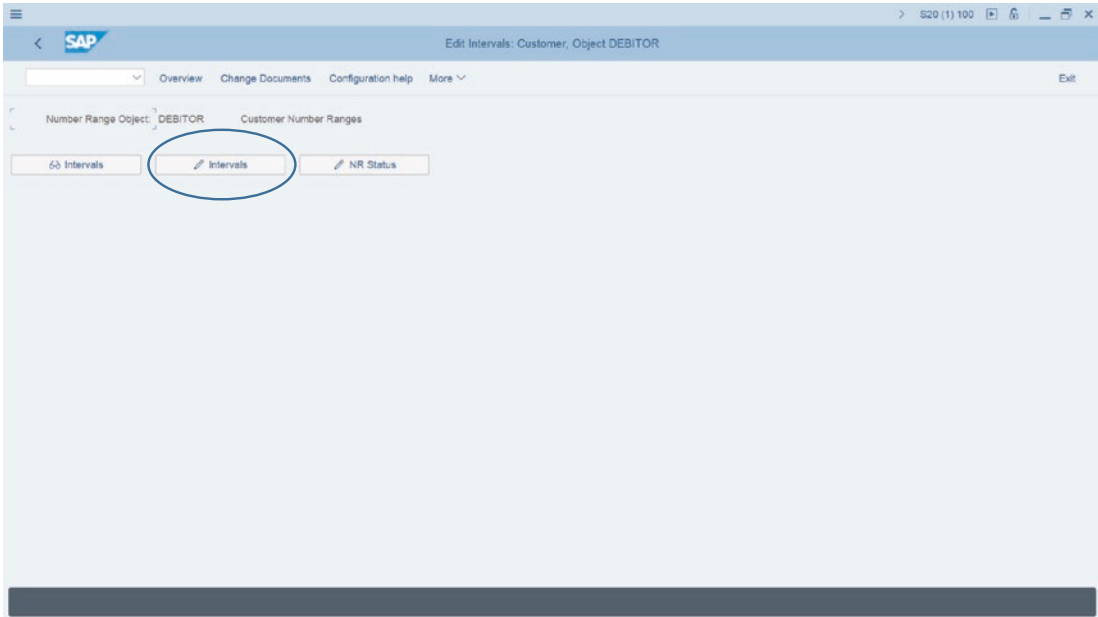 S20 (1) 100
SAP
Edit Intervals: Customer, Object DEBITOR
Overview Change Documents Configuration help More Exit
Number Range Object: DEBITOR Customer Number Ranges
Intervals Intervals NR Status